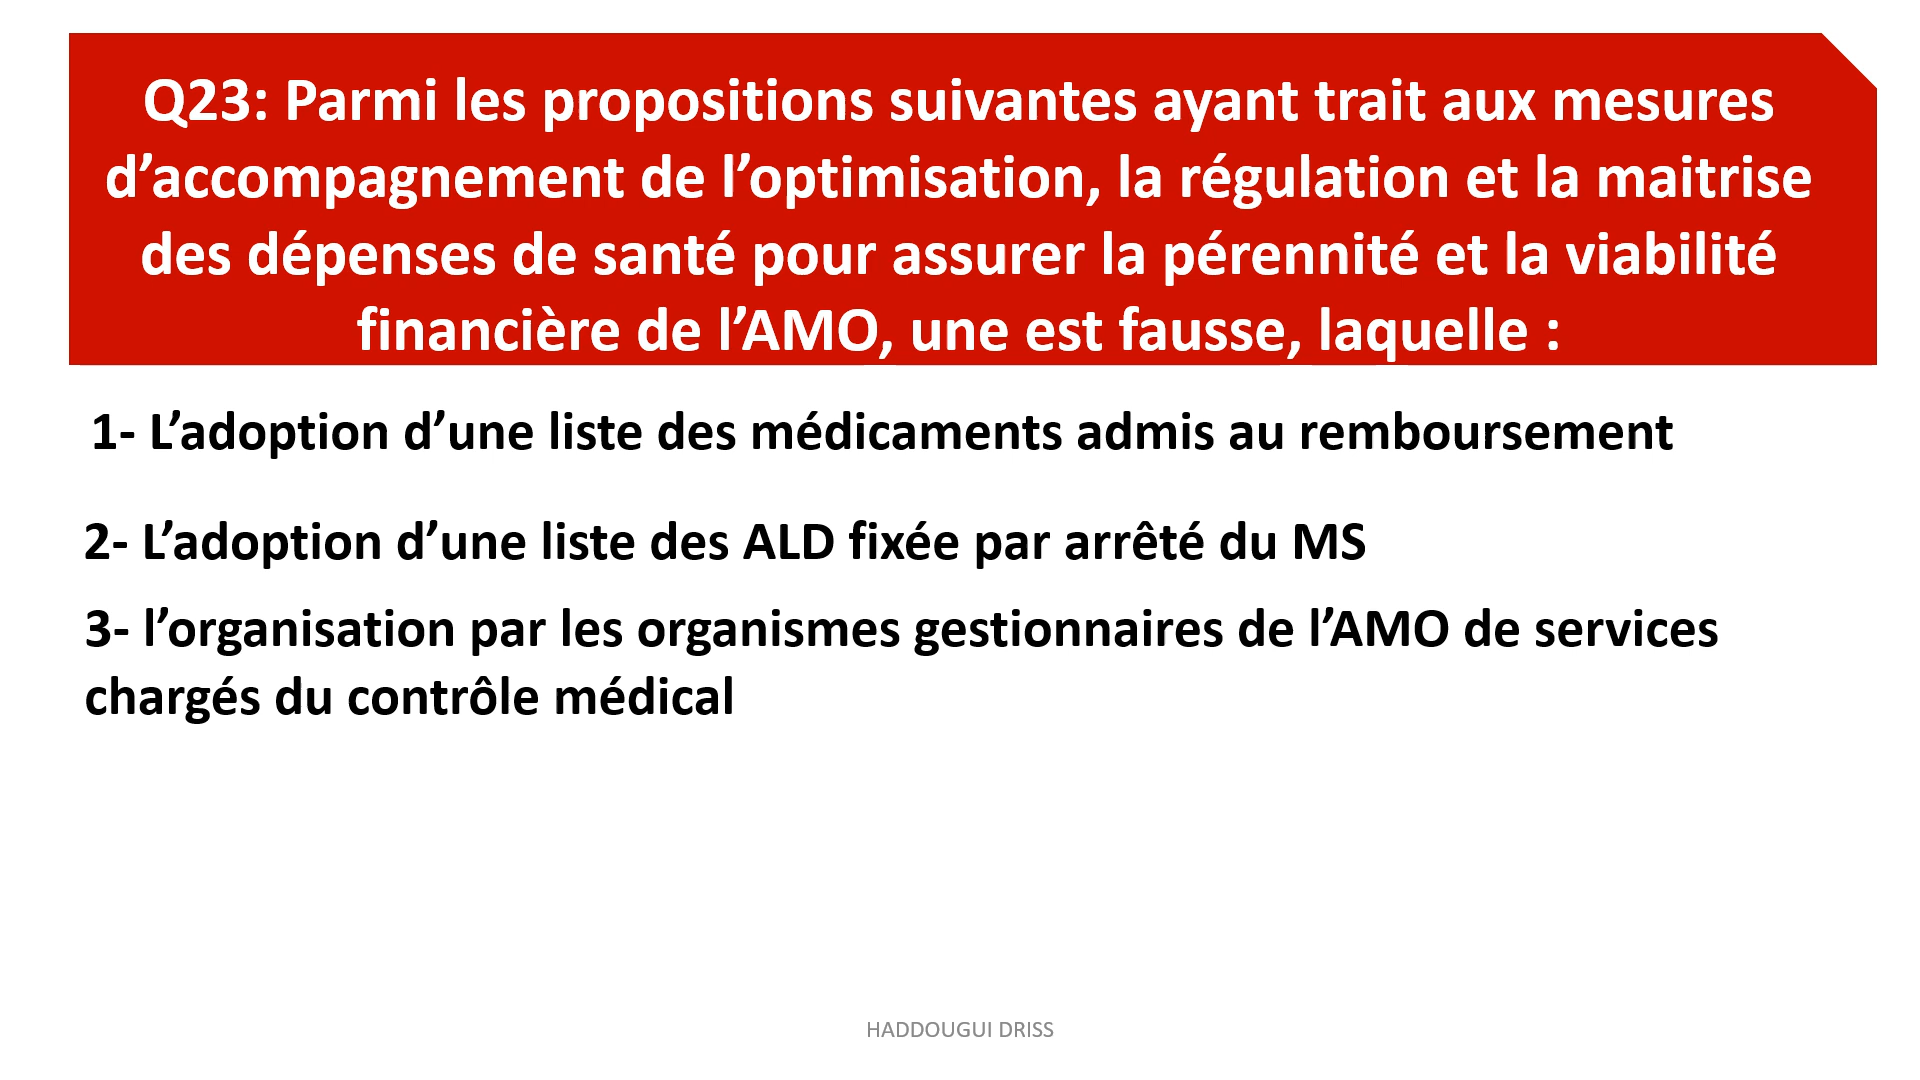 Q23: Parmi les propositions suivantes ayant trait aux mesures
d’accompagnement de l’optimisation, la régulation et la maitrise
des dépenses de santé pour assurer la pérennité et la viabilité
financière de l’AMO, une est fausse, laquelle :
1- L’adoption d’une liste des médicaments admis au remboursement
2- L’adoption d’une liste des ALD fixée par arrêté du MS
3- l’organisation par les organismes gestionnaires de l’AMO de services
chargés du contrôle médical
HADDOUGUI DRISS